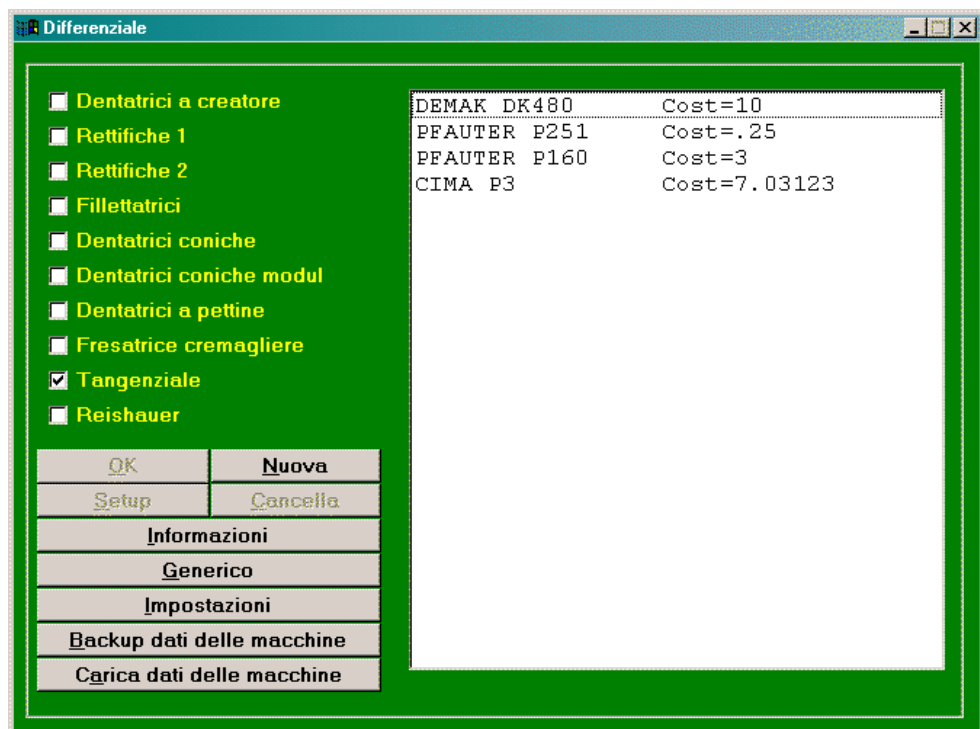 Differenziale
Dentatrici a creatore
Rettifiche 1
Rettifiche 2
Fillettatrici
Dentatrici coniche
Dentatrici coniche modul
Dentatrici a pettine
Fresatrice cremagliere
Tangenziale
Reishauer
OK Nuova
Setup Cancella
Informazioni
Generico
Impostazioni
Backup dati delle macchine
Carica dati delle macchine
DEMAK DK480 Cost=10
PFAUTER P251 Cost=.25
PFAUTER P160 Cost=3
CIMA P3 Cost=7.03123